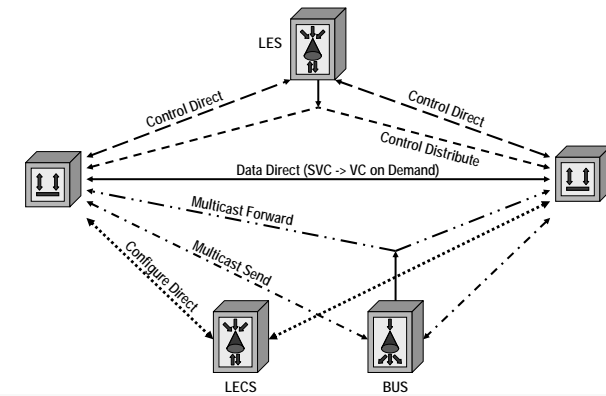 LES
Control Direct
Control Direct
Control Distribute
Data Direct (SVC -> VC on Demand)
Multicast Forward
Multicast Send
Configure Direct
LECS
BUS